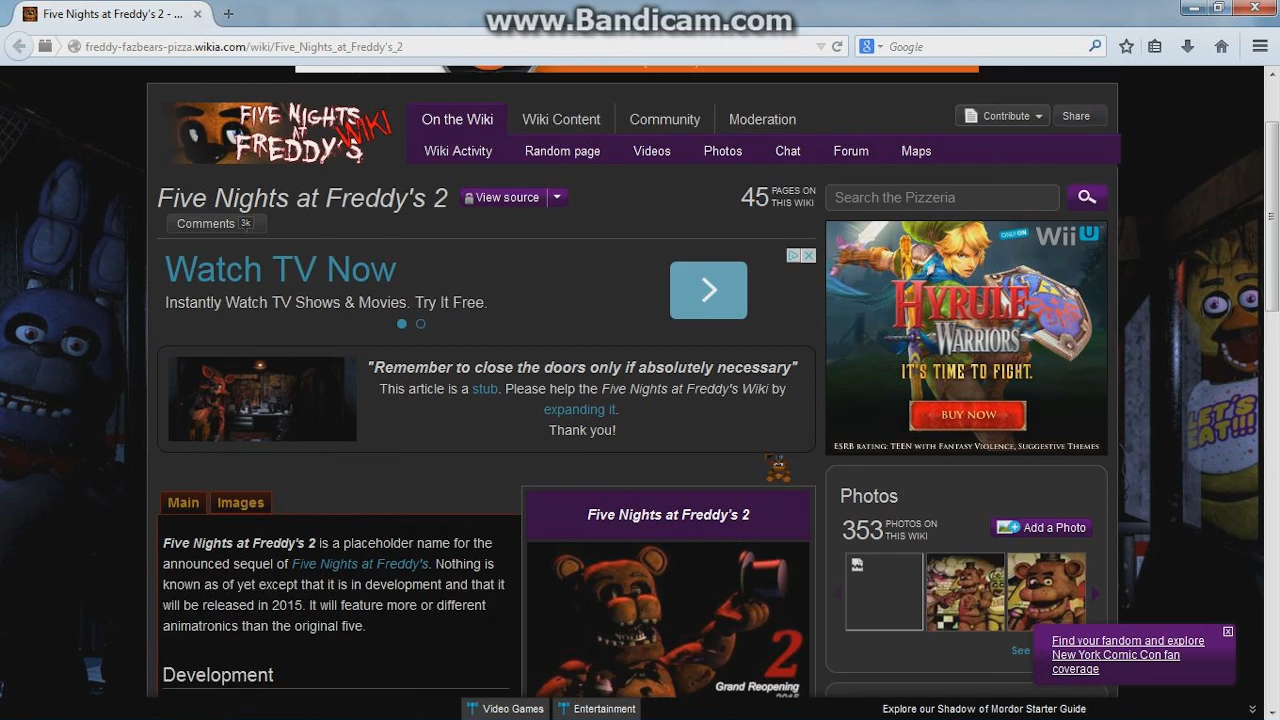 www.Bandicam.com
Five Nights at Freddy's 2 - ...
freddy-fazbears-pizza.wikia.com/wiki/Five_Nights_at_Freddy's_2
Google
FIVE NIGHTS
AT
FREDDY'S
WIKI
On the Wiki
Wiki Content
Community
Moderation
Contribute
Share
Wiki Activity
Random page
Videos
Photos
Chat
Forum
Maps
Five Nights at Freddy's 2
View source
45 PAGES ON
THIS WIKI
Search the Pizzeria
Comments 3k
Watch TV Now
Instantly Watch TV Shows & Movies. Try It Free.
ONLY ON WiiU
HYRULE
WARRIORS
IT'S TIME TO FIGHT.
BUY NOW
ESRB RATING: TEEN WITH FANTASY VIOLENCE, SUGGESTIVE THEMES
"Remember to close the doors only if absolutely necessary"
This article is a stub. Please help the Five Nights at Freddy's Wiki by
expanding it.
Thank you!
LET'S
EAT!!!
Main
Images
Five Nights at Freddy's 2 is a placeholder name for the
announced sequel of Five Nights at Freddy's. Nothing is
known as of yet except that it is in development and that it
will be released in 2015. It will feature more or different
animatronics than the original five.
Development
Five Nights at Freddy's 2
2
Grand Reopening
2015
Photos
353 PHOTOS ON
THIS WIKI
Add a Photo
See
Find your fandom and explore
New York Comic Con fan
coverage
Video Games
Entertainment
Explore our Shadow of Mordor Starter Guide